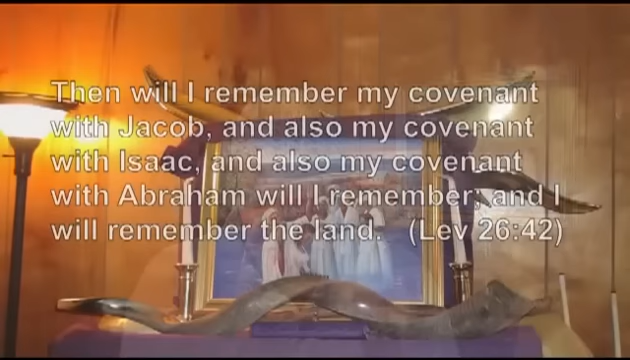 Then will I remember my covenant
with Jacob, and also my covenant
with Isaac, and also my covenant
with Abraham will I remember; and I
will remember the land. (Lev 26:42)